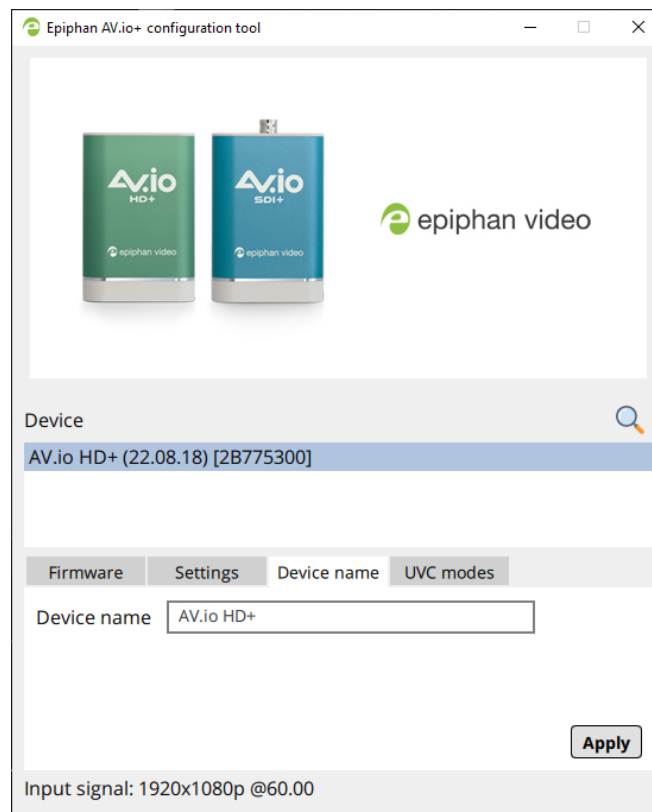 Epiphan AV.io+ configuration tool
AV.io
HD+
epiphan video
AV.io
SDI+
epiphan video
epiphan video
Device
AV.io HD+ (22.08.18) [2B775300]
Firmware Settings Device name UVC modes
Device name AV.io HD+
Apply
Input signal: 1920x1080p @60.00